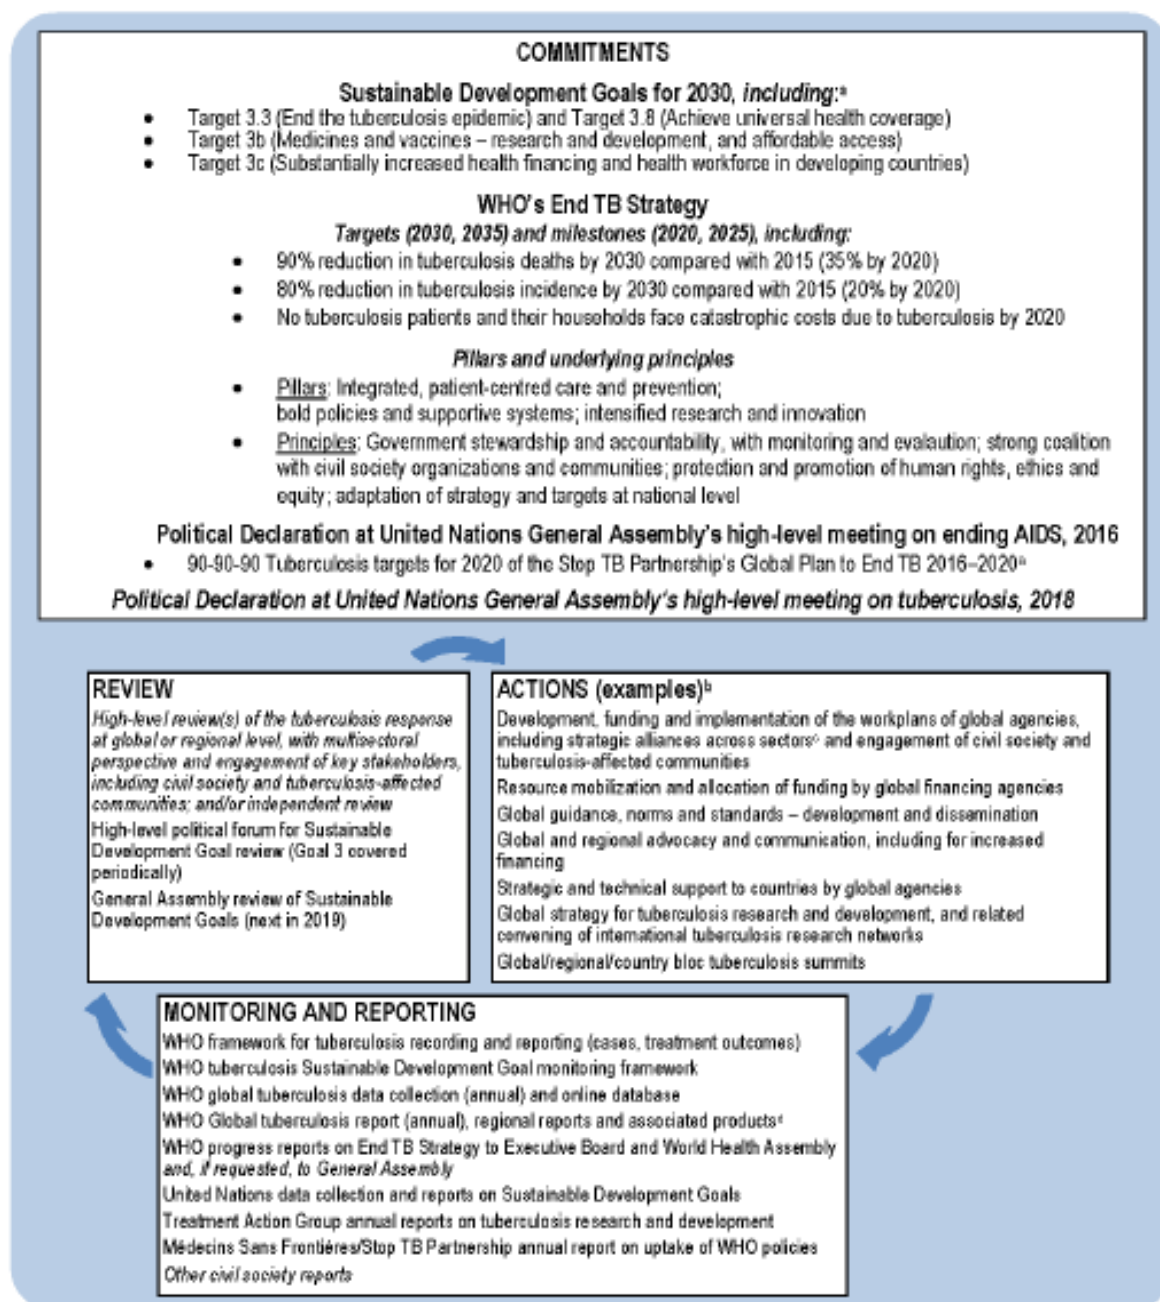 COMMITMENTS
Sustainable Development Goals for 2030, including:ᵃ
• Target 3.3 (End the tuberculosis epidemic) and Target 3.8 (Achieve universal health coverage)
• Target 3b (Medicines and vaccines – research and development, and affordable access)
• Target 3c (Substantially increased health financing and health workforce in developing countries)
WHO's End TB Strategy
Targets (2030, 2035) and milestones (2020, 2025), including:
• 90% reduction in tuberculosis deaths by 2030 compared with 2015 (35% by 2020)
• 80% reduction in tuberculosis incidence by 2030 compared with 2015 (20% by 2020)
• No tuberculosis patients and their households face catastrophic costs due to tuberculosis by 2020
Pillars and underlying principles
• Pillars: Integrated, patient-centred care and prevention;
bold policies and supportive systems; intensified research and innovation
• Principles: Government stewardship and accountability, with monitoring and evalaution; strong coalition
with civil society organizations and communities; protection and promotion of human rights, ethics and
equity; adaptation of strategy and targets at national level
Political Declaration at United Nations General Assembly's high-level meeting on ending AIDS, 2016
• 90-90-90 Tuberculosis targets for 2020 of the Stop TB Partnership's Global Plan to End TB 2016–2020ᵃ
Political Declaration at United Nations General Assembly's high-level meeting on tuberculosis, 2018
REVIEW
High-level review(s) of the tuberculosis response
at global or regional level, with multisectoral
perspective and engagement of key stakeholders,
including civil society and tuberculosis-affected
communities; and/or independent review
High-level political forum for Sustainable
Development Goal review (Goal 3 covered
periodically)
General Assembly review of Sustainable
Development Goals (next in 2019)
ACTIONS (examples)ᵇ
Development, funding and implementation of the workplans of global agencies,
including strategic alliances across sectorsᶜ and engagement of civil society and
tuberculosis-affected communities
Resource mobilization and allocation of funding by global financing agencies
Global guidance, norms and standards – development and dissemination
Global and regional advocacy and communication, including for increased
financing
Strategic and technical support to countries by global agencies
Global strategy for tuberculosis research and development, and related
convening of international tuberculosis research networks
Global/regional/country bloc tuberculosis summits
MONITORING AND REPORTING
WHO framework for tuberculosis recording and reporting (cases, treatment outcomes)
WHO tuberculosis Sustainable Development Goal monitoring framework
WHO global tuberculosis data collection (annual) and online database
WHO Global tuberculosis report (annual), regional reports and associated productsᵈ
WHO progress reports on End TB Strategy to Executive Board and World Health Assembly
and, if requested, to General Assembly
United Nations data collection and reports on Sustainable Development Goals
Treatment Action Group annual reports on tuberculosis research and development
Médecins Sans Frontières/Stop TB Partnership annual report on uptake of WHO policies
Other civil society reports